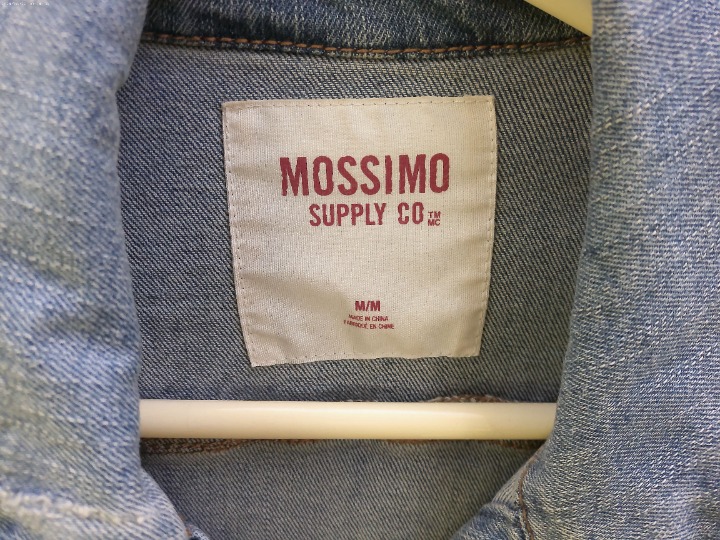 MOSSIMO
SUPPLY CO TM MC
M/M
MADE IN CHINA
FABRIQUÉ EN CHINE